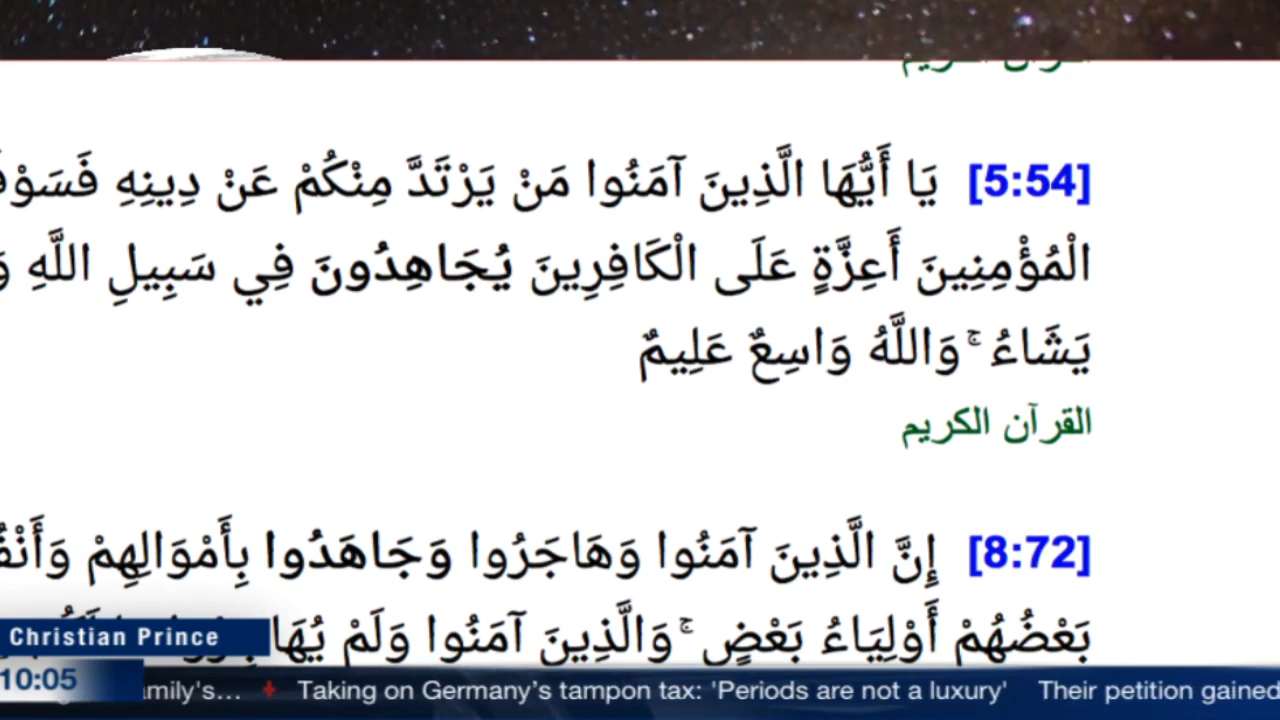 [5:54] يَا أَيُّهَا الَّذِينَ آمَنُوا مَنْ يَرْتَدَّ مِنْكُمْ عَنْ دِينِهِ
الْمُؤْمِنِينَ أَعِزَّةٍ عَلَى الْكَافِرِينَ يُجَاهِدُونَ فِي سَبِيلِ اللَّهِ
يَشَاءُ ۚ وَاللَّهُ وَاسِعٌ عَلِيمٌ
القرآن الكريم
[8:72] إِنَّ الَّذِينَ آمَنُوا وَهَاجَرُوا وَجَاهَدُوا بِأَمْوَالِهِمْ
بَعْضُهُمْ أَوْلِيَاءُ بَعْضٍ ۚ وَالَّذِينَ آمَنُوا وَلَمْ
Christian Prince
10:05
amily's... Taking on Germany's tampon tax: 'Periods are not a luxury' Their petition gained